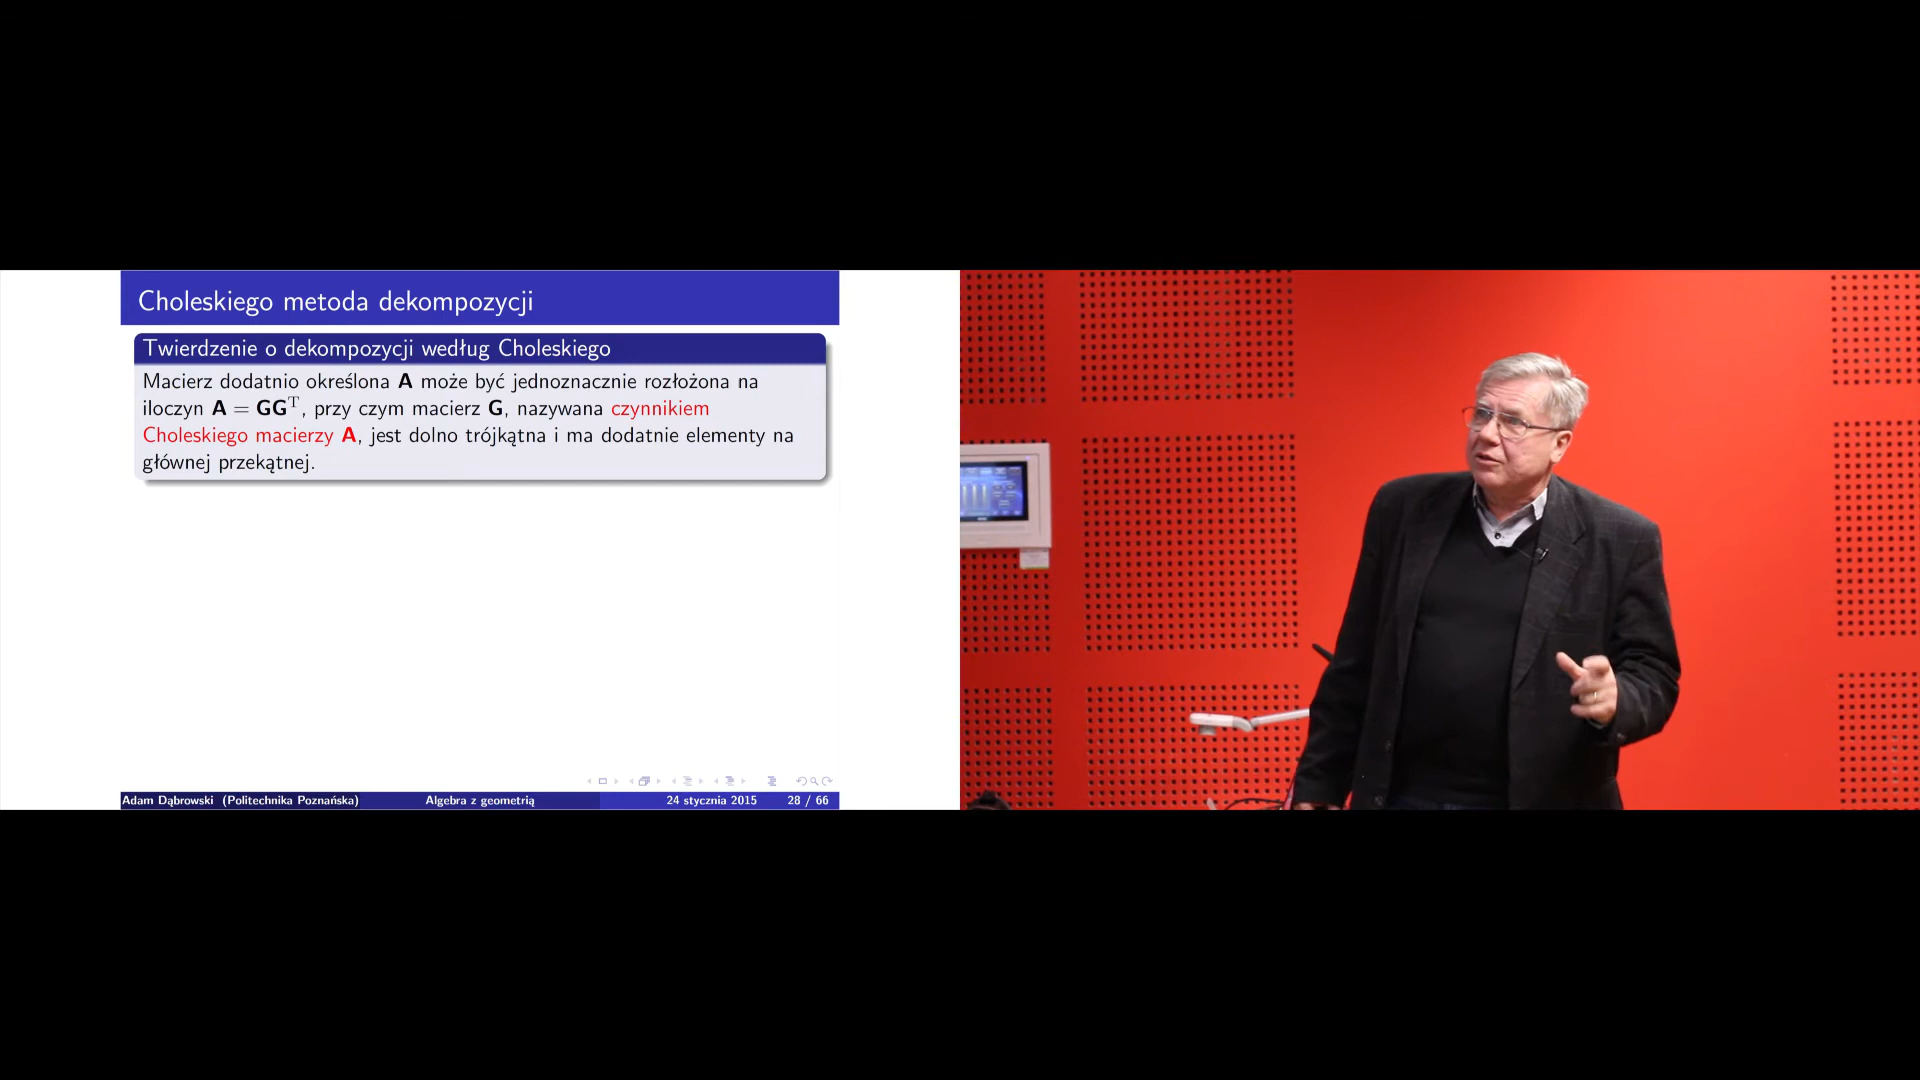 Choleskiego metoda dekompozycji
Twierdzenie o dekompozycji według Choleskiego
Macierz dodatnio określona A może być jednoznacznie rozłożona na
iloczyn A = GGᵀ, przy czym macierz G, nazywana czynnikiem
Choleskiego macierzy A, jest dolno trójkątna i ma dodatnie elementy na
głównej przekątnej.
Adam Dąbrowski (Politechnika Poznańska) Algebra z geometrią 24 stycznia 2015 28 / 66